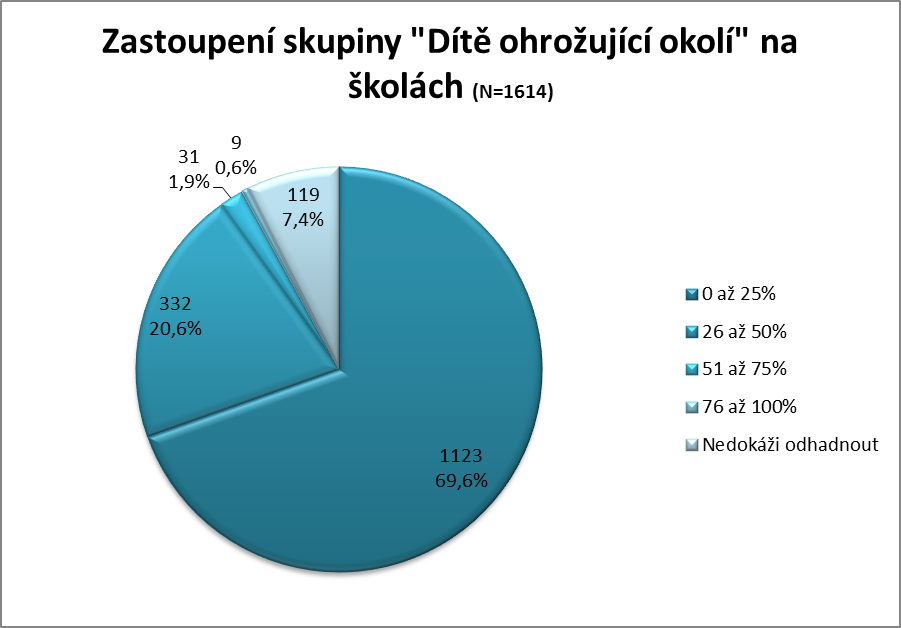 Zastoupení skupiny "Dítě ohrožující okolí" na
školách (N=1614)
9
0,6%
31
1,9%
119
7,4%
332
20,6%
1123
69,6%
0 až 25%
26 až 50%
51 až 75%
76 až 100%
Nedokáži odhadnout